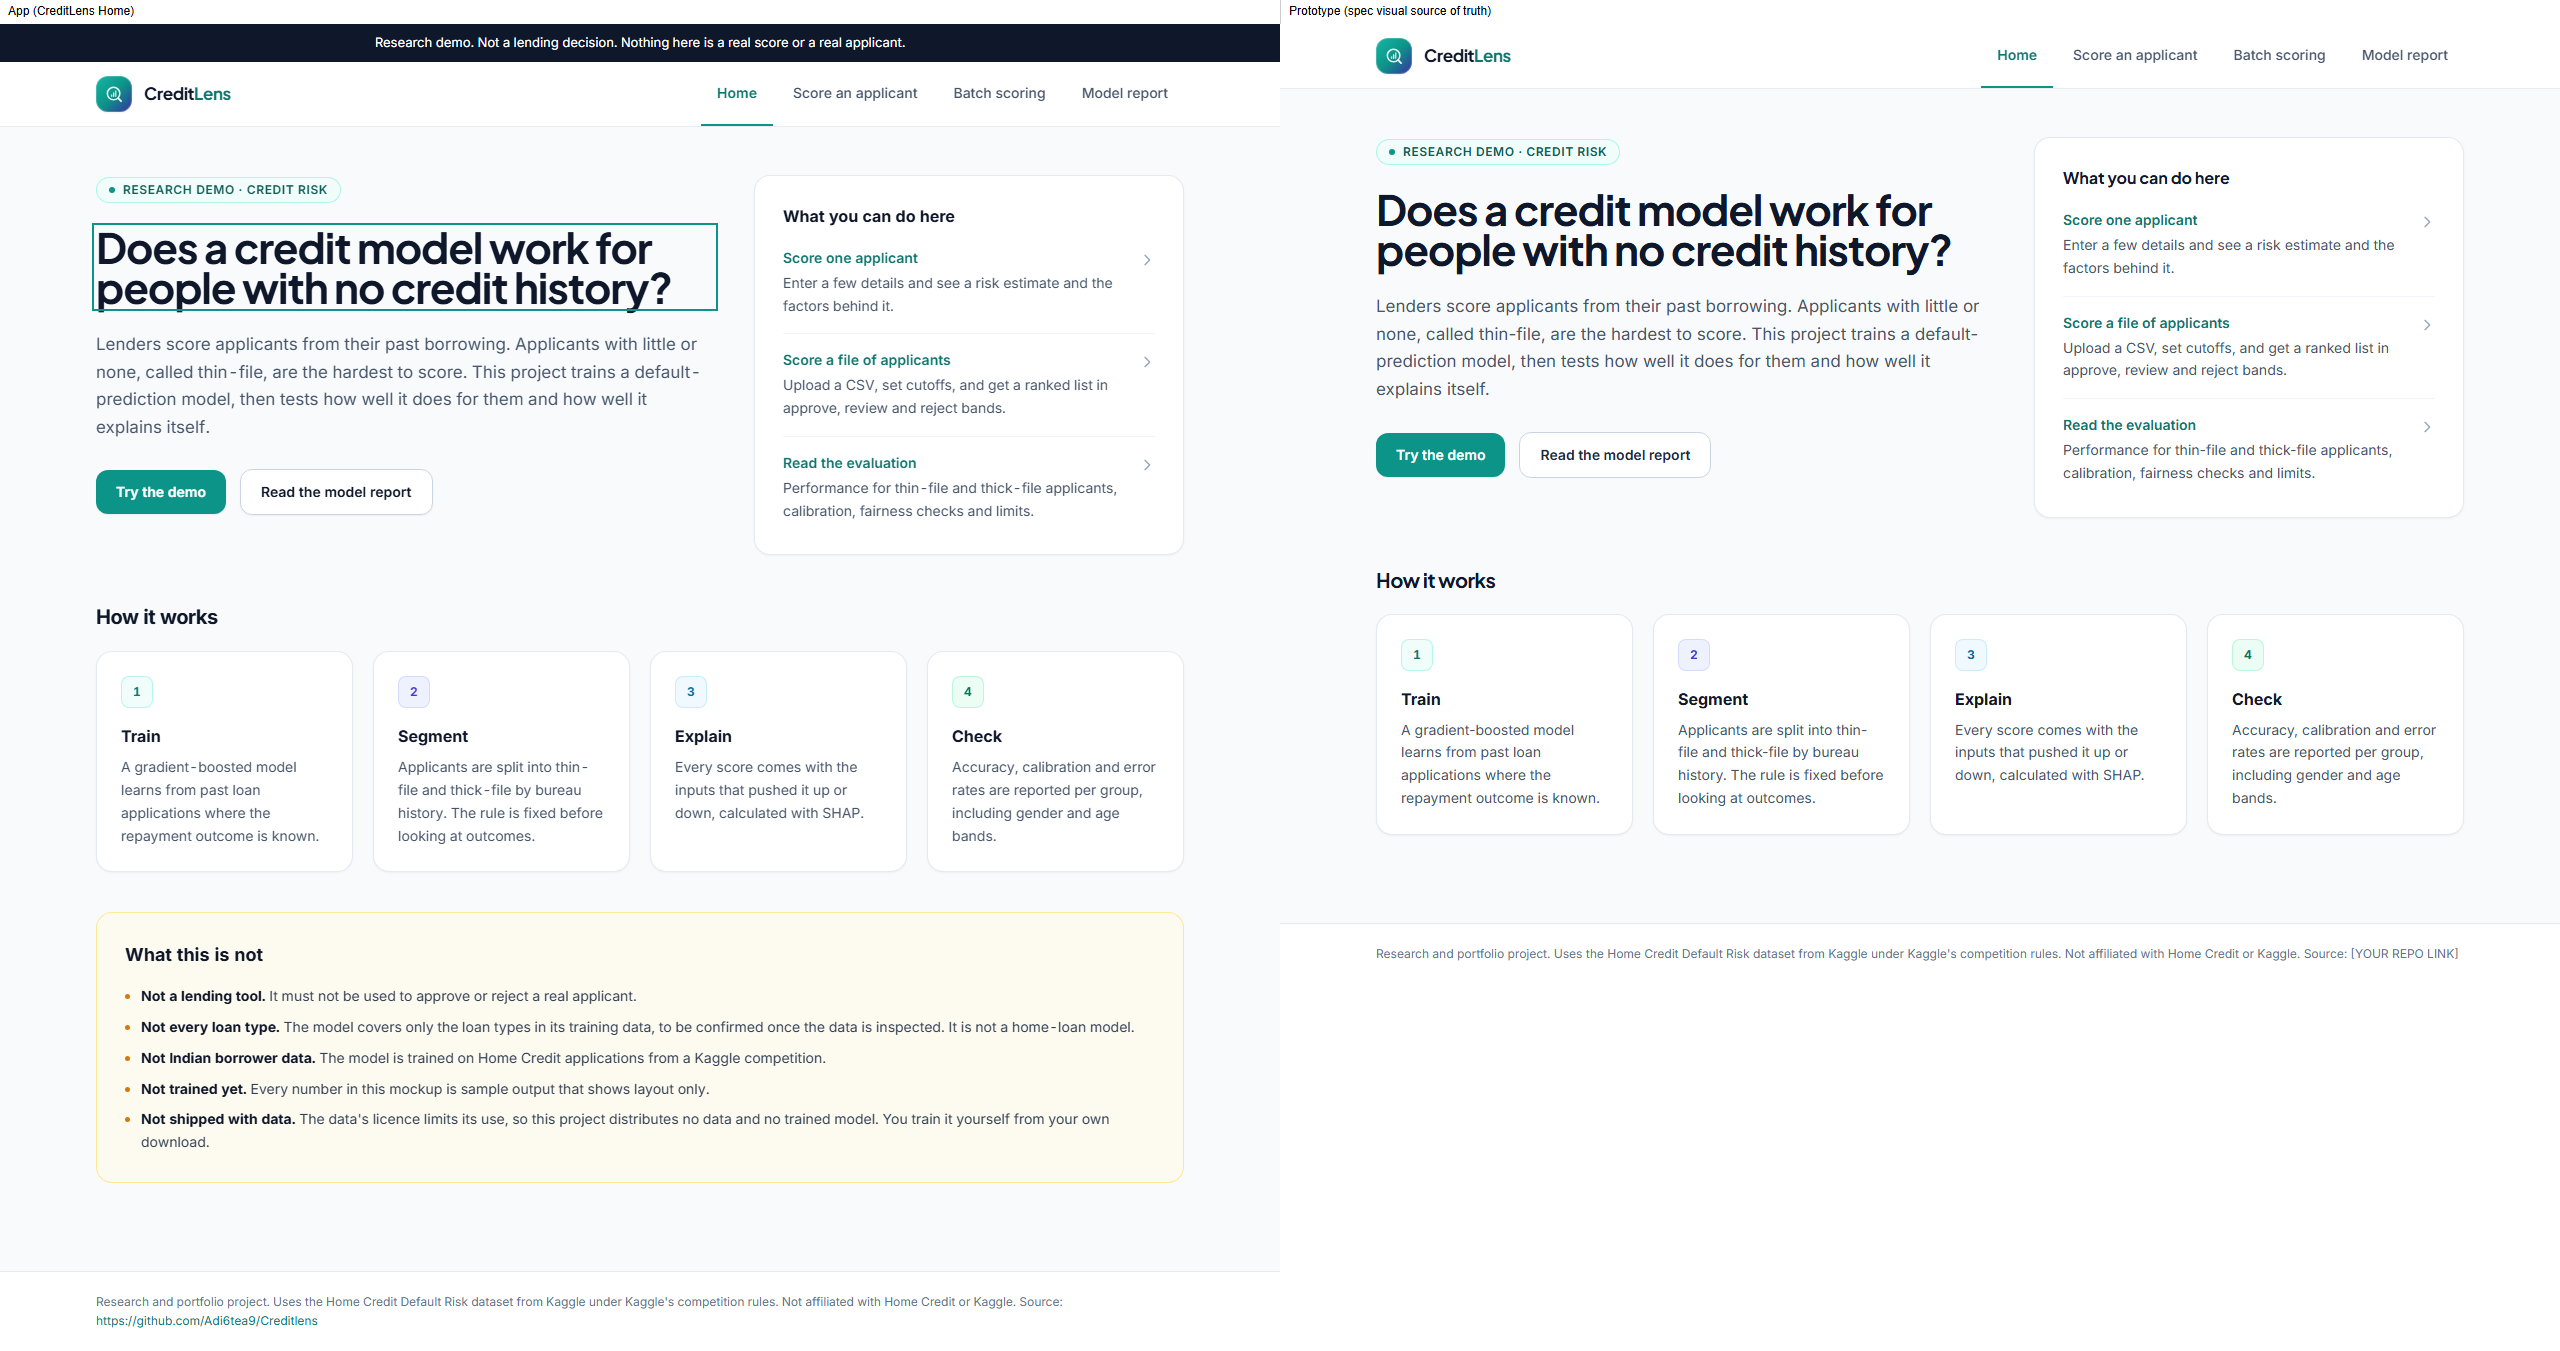 App (CreditLens Home)
Research demo. Not a lending decision. Nothing here is a real score or a real applicant.
CreditLens
Home
Score an applicant
Batch scoring
Model report
RESEARCH DEMO · CREDIT RISK
Does a credit model work for
people with no credit history?
Lenders score applicants from their past borrowing. Applicants with little or
none, called thin-file, are the hardest to score. This project trains a default-
prediction model, then tests how well it does for them and how well it
explains itself.
Try the demo
Read the model report
What you can do here
Score one applicant
Enter a few details and see a risk estimate and the
factors behind it.
Score a file of applicants
Upload a CSV, set cutoffs, and get a ranked list in
approve, review and reject bands.
Read the evaluation
Performance for thin-file and thick-file applicants,
calibration, fairness checks and limits.
How it works
1
Train
A gradient-boosted model
learns from past loan
applications where the
repayment outcome is known.
2
Segment
Applicants are split into thin-
file and thick-file by bureau
history. The rule is fixed before
looking at outcomes.
3
Explain
Every score comes with the
inputs that pushed it up or
down, calculated with SHAP.
4
Check
Accuracy, calibration and error
rates are reported per group,
including gender and age
bands.
What this is not
Not a lending tool. It must not be used to approve or reject a real applicant.
Not every loan type. The model covers only the loan types in its training data, to be confirmed once the data is inspected. It is not a home-loan model.
Not Indian borrower data. The model is trained on Home Credit applications from a Kaggle competition.
Not trained yet. Every number in this mockup is sample output that shows layout only.
Not shipped with data. The data's licence limits its use, so this project distributes no data and no trained model. You train it yourself from your own
download.
Research and portfolio project. Uses the Home Credit Default Risk dataset from Kaggle under Kaggle's competition rules. Not affiliated with Home Credit or Kaggle. Source:
https://github.com/Adi6tea9/Creditlens
Prototype (spec visual source of truth)
CreditLens
Home
Score an applicant
Batch scoring
Model report
RESEARCH DEMO · CREDIT RISK
Does a credit model work for
people with no credit history?
Lenders score applicants from their past borrowing. Applicants with little or
none, called thin-file, are the hardest to score. This project trains a default-
prediction model, then tests how well it does for them and how well it
explains itself.
Try the demo
Read the model report
What you can do here
Score one applicant
Enter a few details and see a risk estimate and the
factors behind it.
Score a file of applicants
Upload a CSV, set cutoffs, and get a ranked list in
approve, review and reject bands.
Read the evaluation
Performance for thin-file and thick-file applicants,
calibration, fairness checks and limits.
How it works
1
Train
A gradient-boosted model
learns from past loan
applications where the
repayment outcome is known.
2
Segment
Applicants are split into thin-
file and thick-file by bureau
history. The rule is fixed before
looking at outcomes.
3
Explain
Every score comes with the
inputs that pushed it up or
down, calculated with SHAP.
4
Check
Accuracy, calibration and error
rates are reported per group,
including gender and age
bands.
Research and portfolio project. Uses the Home Credit Default Risk dataset from Kaggle under Kaggle's competition rules. Not affiliated with Home Credit or Kaggle. Source: [YOUR REPO LINK]